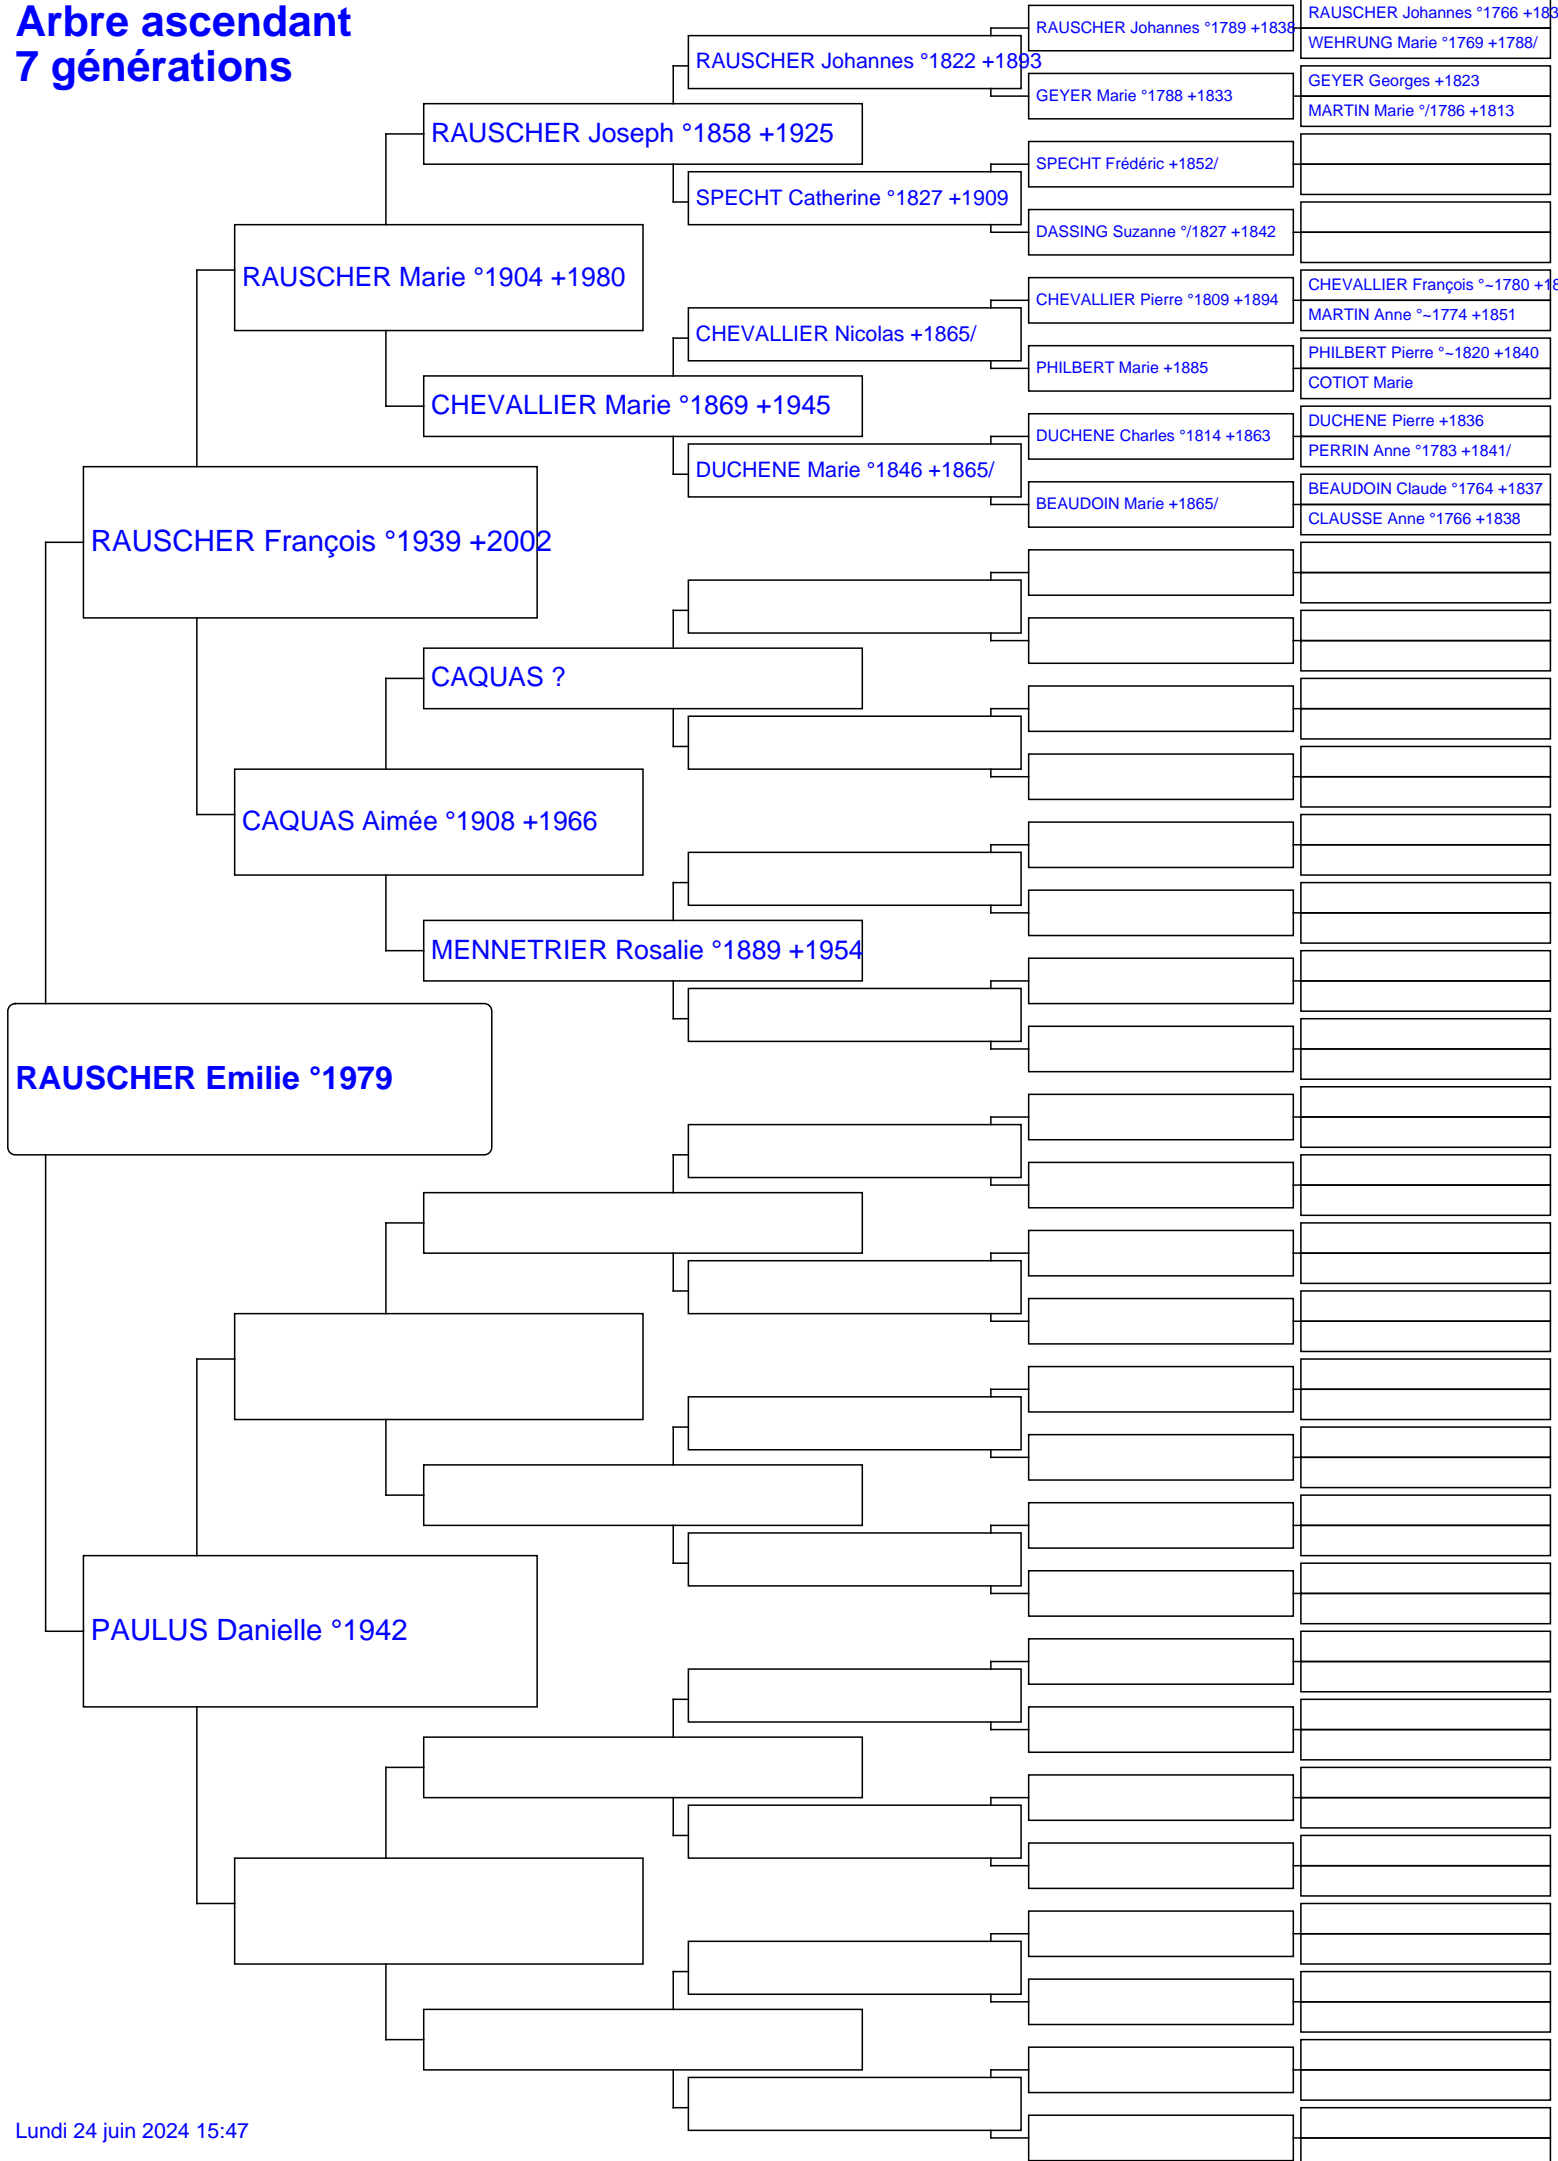 Arbre ascendant
7 générations
RAUSCHER Emilie °1979
RAUSCHER François °1939 +2002
PAULUS Danielle °1942
RAUSCHER Marie °1904 +1980
CAQUAS Aimée °1908 +1966
RAUSCHER Joseph °1858 +1925
CHEVALLIER Marie °1869 +1945
CAQUAS ?
MENNETRIER Rosalie °1889 +1954
RAUSCHER Johannes °1822 +1893
SPECHT Catherine °1827 +1909
CHEVALLIER Nicolas +1865/
DUCHENE Marie °1846 +1865/
RAUSCHER Johannes °1789 +1838
GEYER Marie °1788 +1833
SPECHT Frédéric +1852/
DASSING Suzanne °/1827 +1842
CHEVALLIER Pierre °1809 +1894
PHILBERT Marie +1885
DUCHENE Charles °1814 +1863
BEAUDOIN Marie +1865/
RAUSCHER Johannes °1766
WEHRUNG Marie °1769 +1788/
GEYER Georges +1823
MARTIN Marie °/1786 +1813
CHEVALLIER François °~1780
MARTIN Anne °~1774 +1851
PHILBERT Pierre °~1820 +1840
COTIOT Marie
DUCHENE Pierre +1836
PERRIN Anne °1783 +1841/
BEAUDOIN Claude °1764 +1837
CLAUSSE Anne °1766 +1838
Lundi 24 juin 2024 15:47